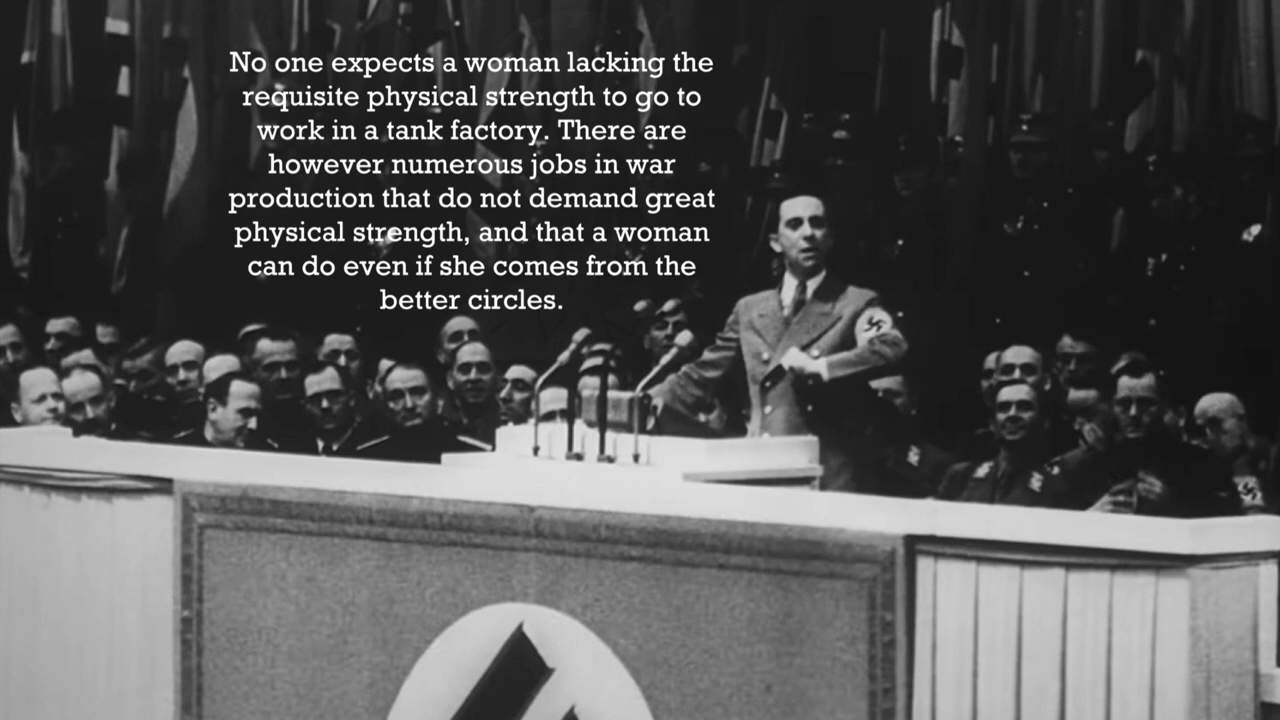 No one expects a woman lacking the
requisite physical strength to go to
work in a tank factory. There are
however numerous jobs in war
production that do not demand great
physical strength, and that a woman
can do even if she comes from the
better circles.